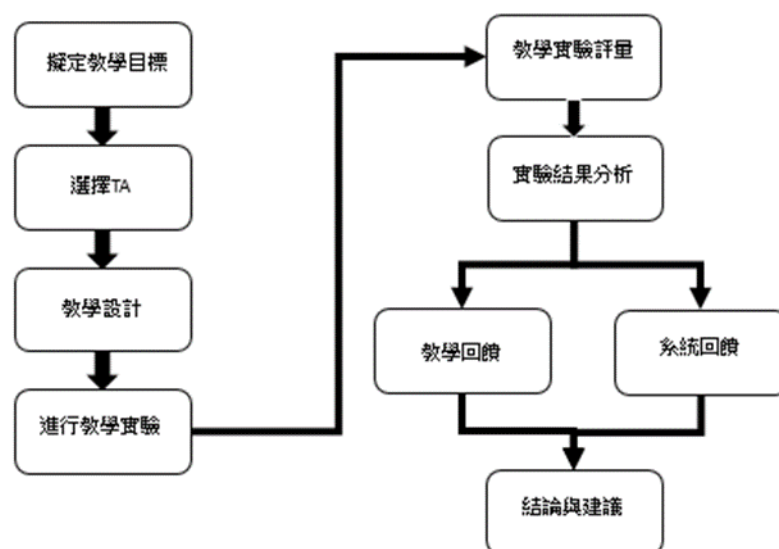 擬定教學目標
選擇TA
教學設計
進行教學實驗
教學實驗評量
實驗結果分析
教學回饋
系統回饋
結論與建議